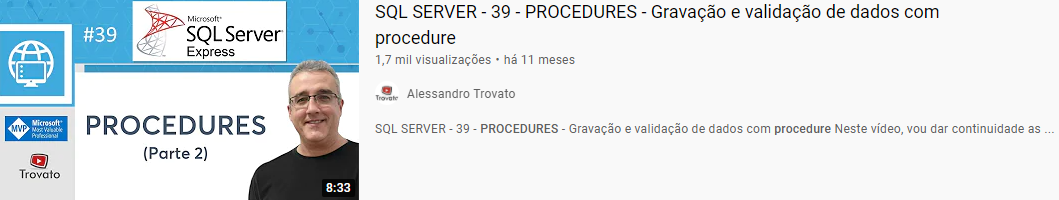 #39
Microsoft®
SQL Server
Express
Microsoft®
MVP Most Valuable
Professional
Trovato
PROCEDURES
(Parte 2)
8:33
SQL SERVER - 39 - PROCEDURES - Gravação e validação de dados com
procedure
1,7 mil visualizações • há 11 meses
Trovato
Alessandro Trovato
SQL SERVER - 39 - PROCEDURES - Gravação e validação de dados com procedure Neste vídeo, vou dar continuidade as ...